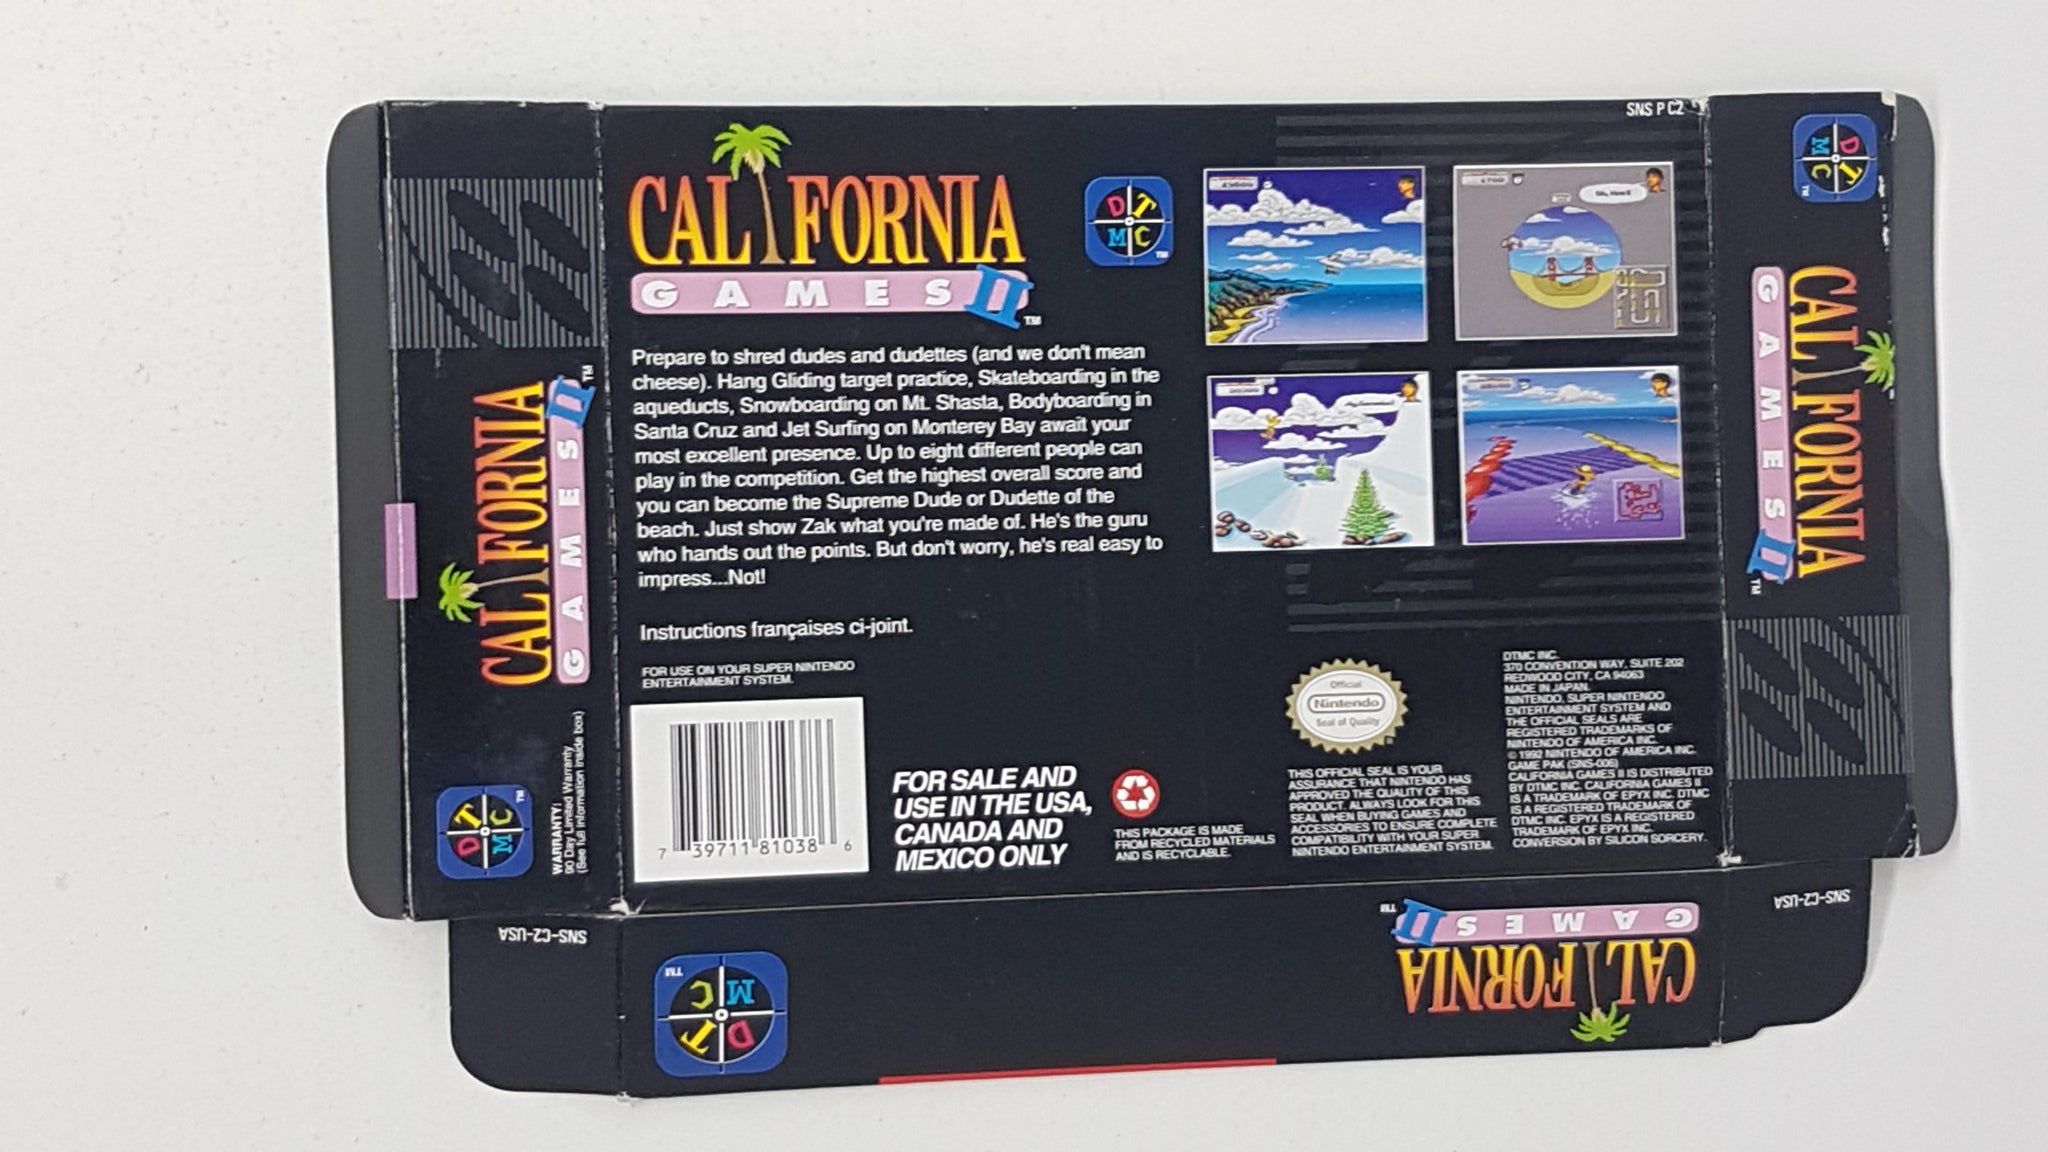 SNS P C2
CALIFORNIA
GAMES II™
D T
M C
™
Prepare to shred dudes and dudettes (and we don't mean
cheese). Hang Gliding target practice, Skateboarding in the
aqueducts, Snowboarding on Mt. Shasta, Bodyboarding in
Santa Cruz and Jet Surfing on Monterey Bay await your
most excellent presence. Up to eight different people can
play in the competition. Get the highest overall score and
you can become the Supreme Dude or Dudette of the
beach. Just show Zak what you're made of. He's the guru
who hands out the points. But don't worry, he's real easy to
impress...Not!
Instructions françaises ci-joint.
FOR USE ON YOUR SUPER NINTENDO
ENTERTAINMENT SYSTEM.
7 39711 81038 6
FOR SALE AND
USE IN THE USA,
CANADA AND
MEXICO ONLY
THIS PACKAGE IS MADE
FROM RECYCLED MATERIALS
AND IS RECYCLABLE.
Official
Nintendo
Seal of Quality
THIS OFFICIAL SEAL IS YOUR
ASSURANCE THAT NINTENDO HAS
APPROVED THE QUALITY OF THIS
PRODUCT. ALWAYS LOOK FOR THIS
SEAL WHEN BUYING GAMES AND
ACCESSORIES TO ENSURE COMPLETE
COMPATIBILITY WITH YOUR SUPER
NINTENDO ENTERTAINMENT SYSTEM.
DTMC INC.
370 CONVENTION WAY, SUITE 202
REDWOOD CITY, CA 94063
MADE IN JAPAN.
NINTENDO, SUPER NINTENDO
ENTERTAINMENT SYSTEM AND
THE OFFICIAL SEALS ARE
REGISTERED TRADEMARKS OF
NINTENDO OF AMERICA INC.
© 1992 NINTENDO OF AMERICA INC.
GAME PAK (SNS-006)
CALIFORNIA GAMES II IS DISTRIBUTED
BY DTMC INC. CALIFORNIA GAMES II
IS A TRADEMARK OF EPYX INC. DTMC
IS A REGISTERED TRADEMARK OF
DTMC INC. EPYX IS A REGISTERED
TRADEMARK OF EPYX INC.
CONVERSION BY SILICON SORCERY.
CALIFORNIA
GAMES II™
D T
M C
™
WARRANTY:
90 Day Limited Warranty
(See full information inside box)
D T
M C
™
CALIFORNIA
GAMES II™
SNS-C2-USA
D T
M C
™
CALIFORNIA
GAMES II™
SNS-C2-USA